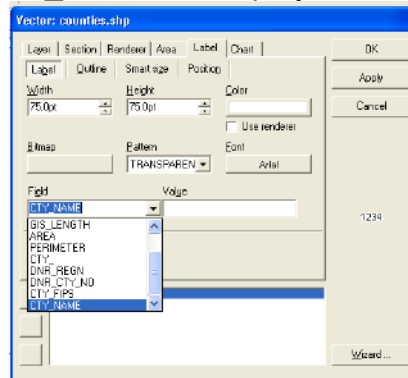 Vector: counties.shp
Layer Section Renderer Area Label Chart
OK
Label Outline Smart size Position
Apply
Width Height Color
75.0pt 75.0pt
Cancel
Use renderer
Bitmap Pattern Font
TRANSPAREN Arial
Field Value
CTY_NAME
1234
GIS_LENGTH
AREA
PERIMETER
CTY_
DNR_REGN
DNR_CTY_NO
CTY_FIPS
CTY_NAME
Wizard...